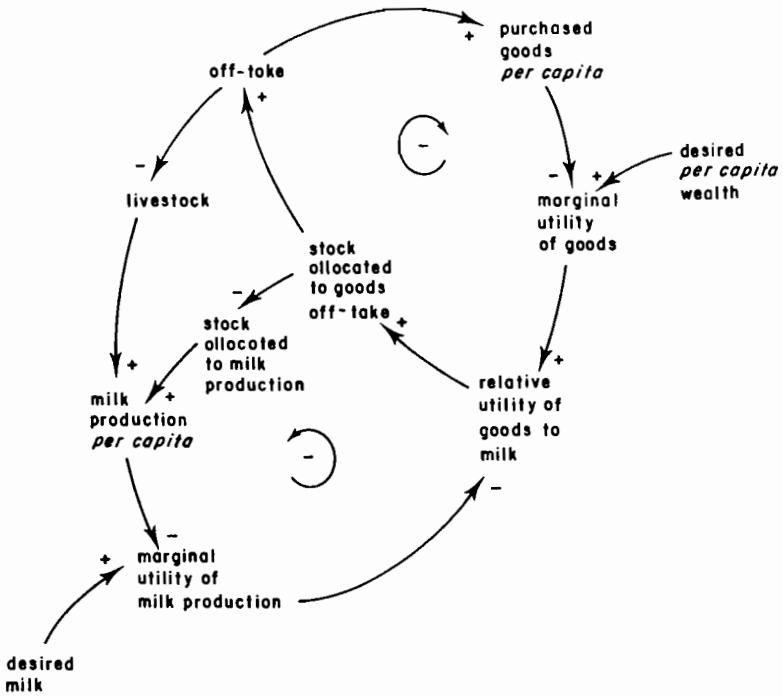 purchased
goods
per capita
+
off-take
+
-
-
livestock
desired
per capita
wealth
-
+
marginal
utility
of goods
stock
ollocated
to goods
off-take
+
-
stock
ollocoted
to milk
production
+
+
milk
production
per capita
+
relative
utility of
goods to
milk
-
-
-
+
marginal
utility of
milk production
desired
milk